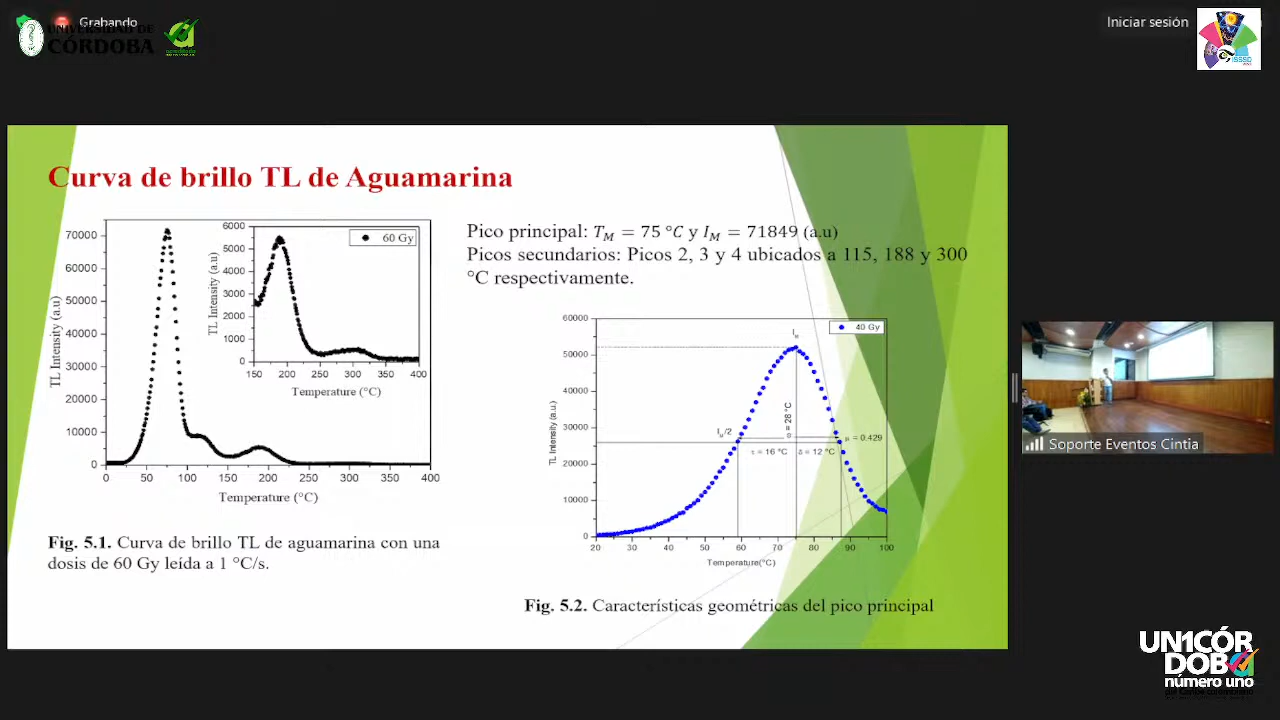 Grabando
UNIVERSIDAD DE
CÓRDOBA
Iniciar sesión
Curva de brillo TL de Aguamarina
70000
60000
50000
40000
30000
20000
10000
0
0 50 100 150 200 250 300 350 400
TL Intensity (a.u)
Temperature (°C)
60 Gy
6000
5000
4000
3000
2000
1000
0
150 200 250 300 350 400
TL Intensity (a.u)
Temperature (°C)
Fig. 5.1. Curva de brillo TL de aguamarina con una
dosis de 60 Gy leída a 1 °C/s.
Pico principal: T_M = 75 °C y I_M = 71849 (a.u)
Picos secundarios: Picos 2, 3 y 4 ubicados a 115, 188 y 300
°C respectivamente.
60000
50000
40000
30000
20000
10000
0
20 30 40 50 60 70 80 90 100
TL Intensity (a.u.)
Temperature(°C)
40 Gy
τ = 16 °C
δ = 12 °C
= 28 °C
= 0.429
Fig. 5.2. Características geométricas del pico principal
Soporte Eventos Cintia
UN1CÓR
DOBA
número uno